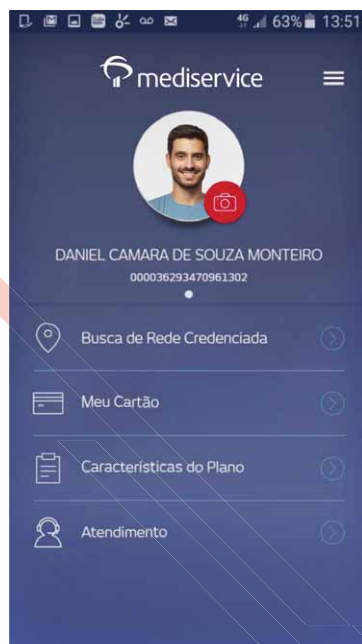 4G 63% 13:51
mediservice
DANIEL CAMARA DE SOUZA MONTEIRO
000036293470961302
Busca de Rede Credenciada
Meu Cartão
Características do Plano
Atendimento